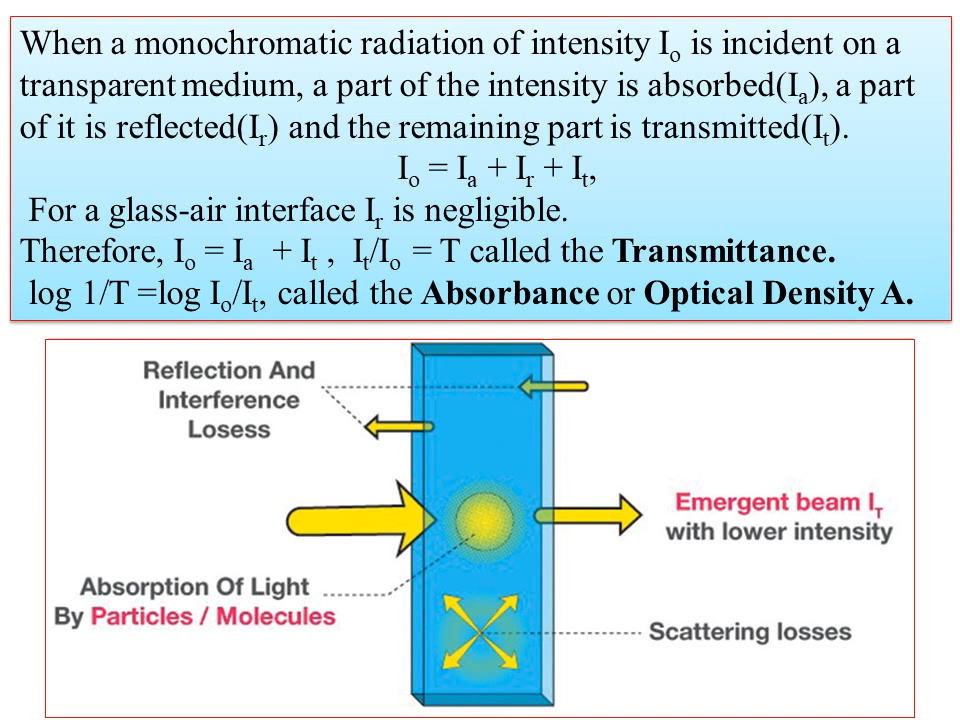 When a monochromatic radiation of intensity Io is incident on a
transparent medium, a part of the intensity is absorbed(Ia), a part
of it is reflected(Ir) and the remaining part is transmitted(It).
Io = Ia + Ir + It,
For a glass-air interface Ir is negligible.
Therefore, Io = Ia + It , It/Io = T called the Transmittance.
log 1/T =log Io/It, called the Absorbance or Optical Density A.
Reflection And
Interference
Losess
Emergent beam IT
with lower intensity
Absorption Of Light
By Particles / Molecules
Scattering losses